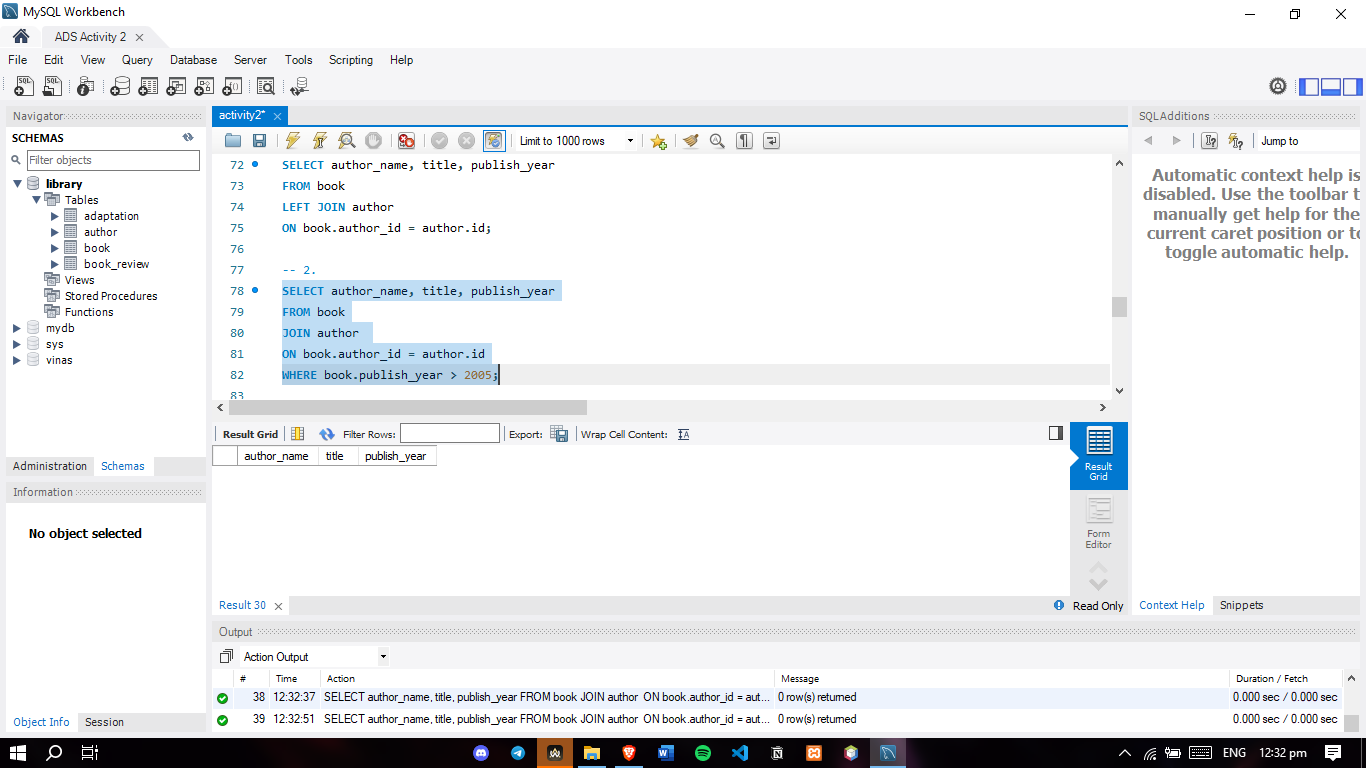 MySQL Workbench
ADS Activity 2
File Edit View Query Database Server Tools Scripting Help
Navigator
SCHEMAS
Filter objects
library
Tables
adaptation
author
book
book_review
Views
Stored Procedures
Functions
mydb
sys
vinas
Administration Schemas
Information
No object selected
Object Info Session
activity2*
Limit to 1000 rows
72 SELECT author_name, title, publish_year
73 FROM book
74 LEFT JOIN author
75 ON book.author_id = author.id;
76
77 -- 2.
78 SELECT author_name, title, publish_year
79 FROM book
80 JOIN author
81 ON book.author_id = author.id
82 WHERE book.publish_year > 2005;
83
Result Grid Filter Rows: Export: Wrap Cell Content:
author_name title publish_year
Result Grid
Form Editor
Result 30
Read Only
SQLAdditions
Jump to
Automatic context help is
disabled. Use the toolbar t
manually get help for the
current caret position or to
toggle automatic help.
Context Help Snippets
Output
Action Output
# Time Action Message Duration / Fetch
38 12:32:37 SELECT author_name, title, publish_year FROM book JOIN author ON book.author_id = aut... 0 row(s) returned 0.000 sec / 0.000 sec
39 12:32:51 SELECT author_name, title, publish_year FROM book JOIN author ON book.author_id = aut... 0 row(s) returned 0.000 sec / 0.000 sec
ENG 12:32 pm